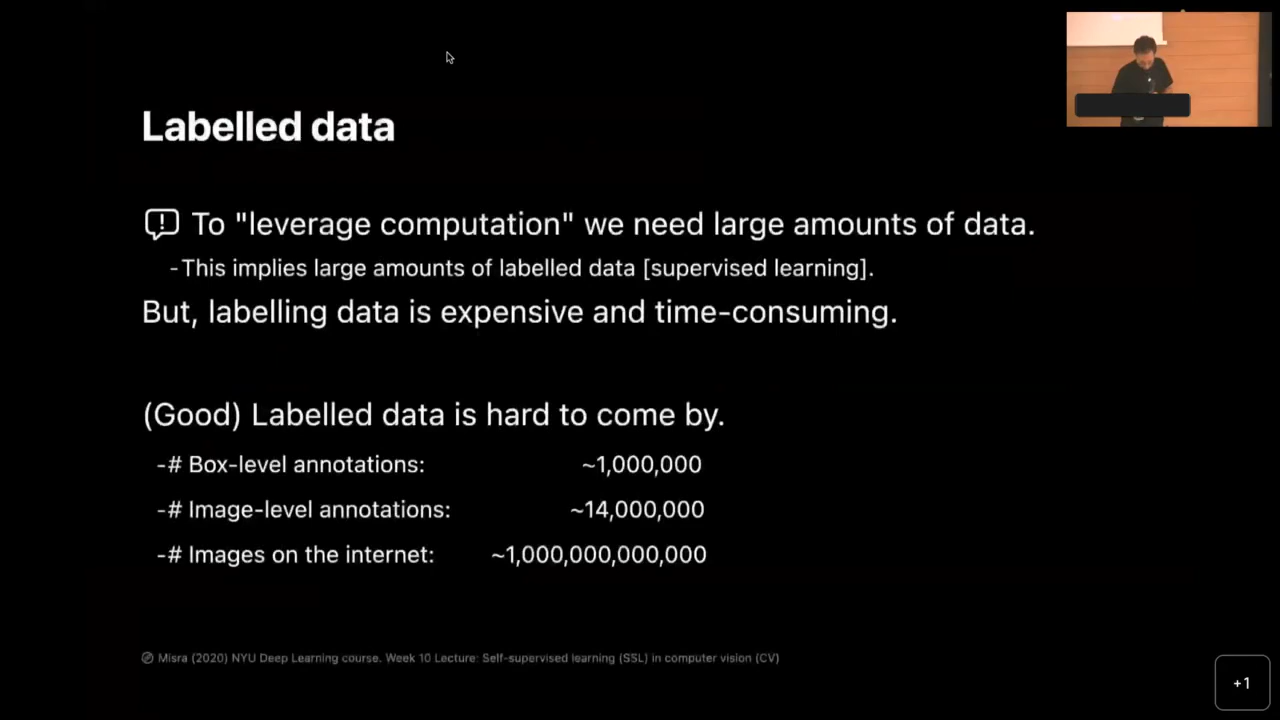 Labelled data
To "leverage computation" we need large amounts of data.
-This implies large amounts of labelled data [supervised learning].
But, labelling data is expensive and time-consuming.
(Good) Labelled data is hard to come by.
-# Box-level annotations: ~1,000,000
-# Image-level annotations: ~14,000,000
-# Images on the internet: ~1,000,000,000,000
Misra (2020) NYU Deep Learning course. Week 10 Lecture: Self-supervised learning (SSL) in computer vision (CV)
+1